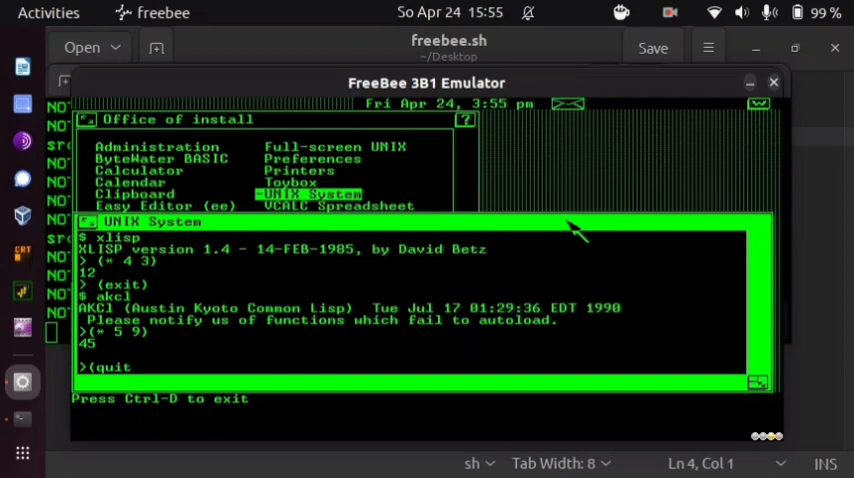 Activities
freebee
So Apr 24 15:55
99 %
Open
freebee.sh
~/Desktop
Save
FreeBee 3B1 Emulator
Fri Apr 24, 3:55 pm
Office of install
?
Administration Full-screen UNIX
ByteWater BASIC Preferences
Calculator Printers
Calendar Toybox
Clipboard -UNIX System
Easy Editor (ee) VCALC Spreadsheet
UNIX System
$ xlisp
XLISP version 1.4 - 14-FEB-1985, by David Betz
> (* 4 3)
12
> (exit)
$ akcl
AKCl (Austin Kyoto Common Lisp) Tue Jul 17 01:29:36 EDT 1990
Please notify us of functions which fail to autoload.
>(* 5 9)
45
>(quit
Press Ctrl-D to exit
CRT
sh
Tab Width: 8
Ln 4, Col 1
INS